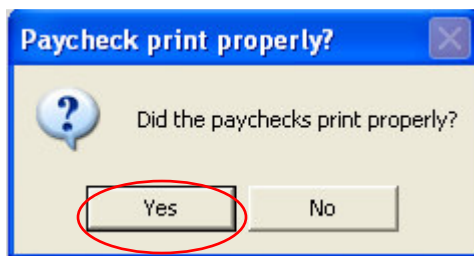 Paycheck print properly?
Did the paychecks print properly?
Yes No